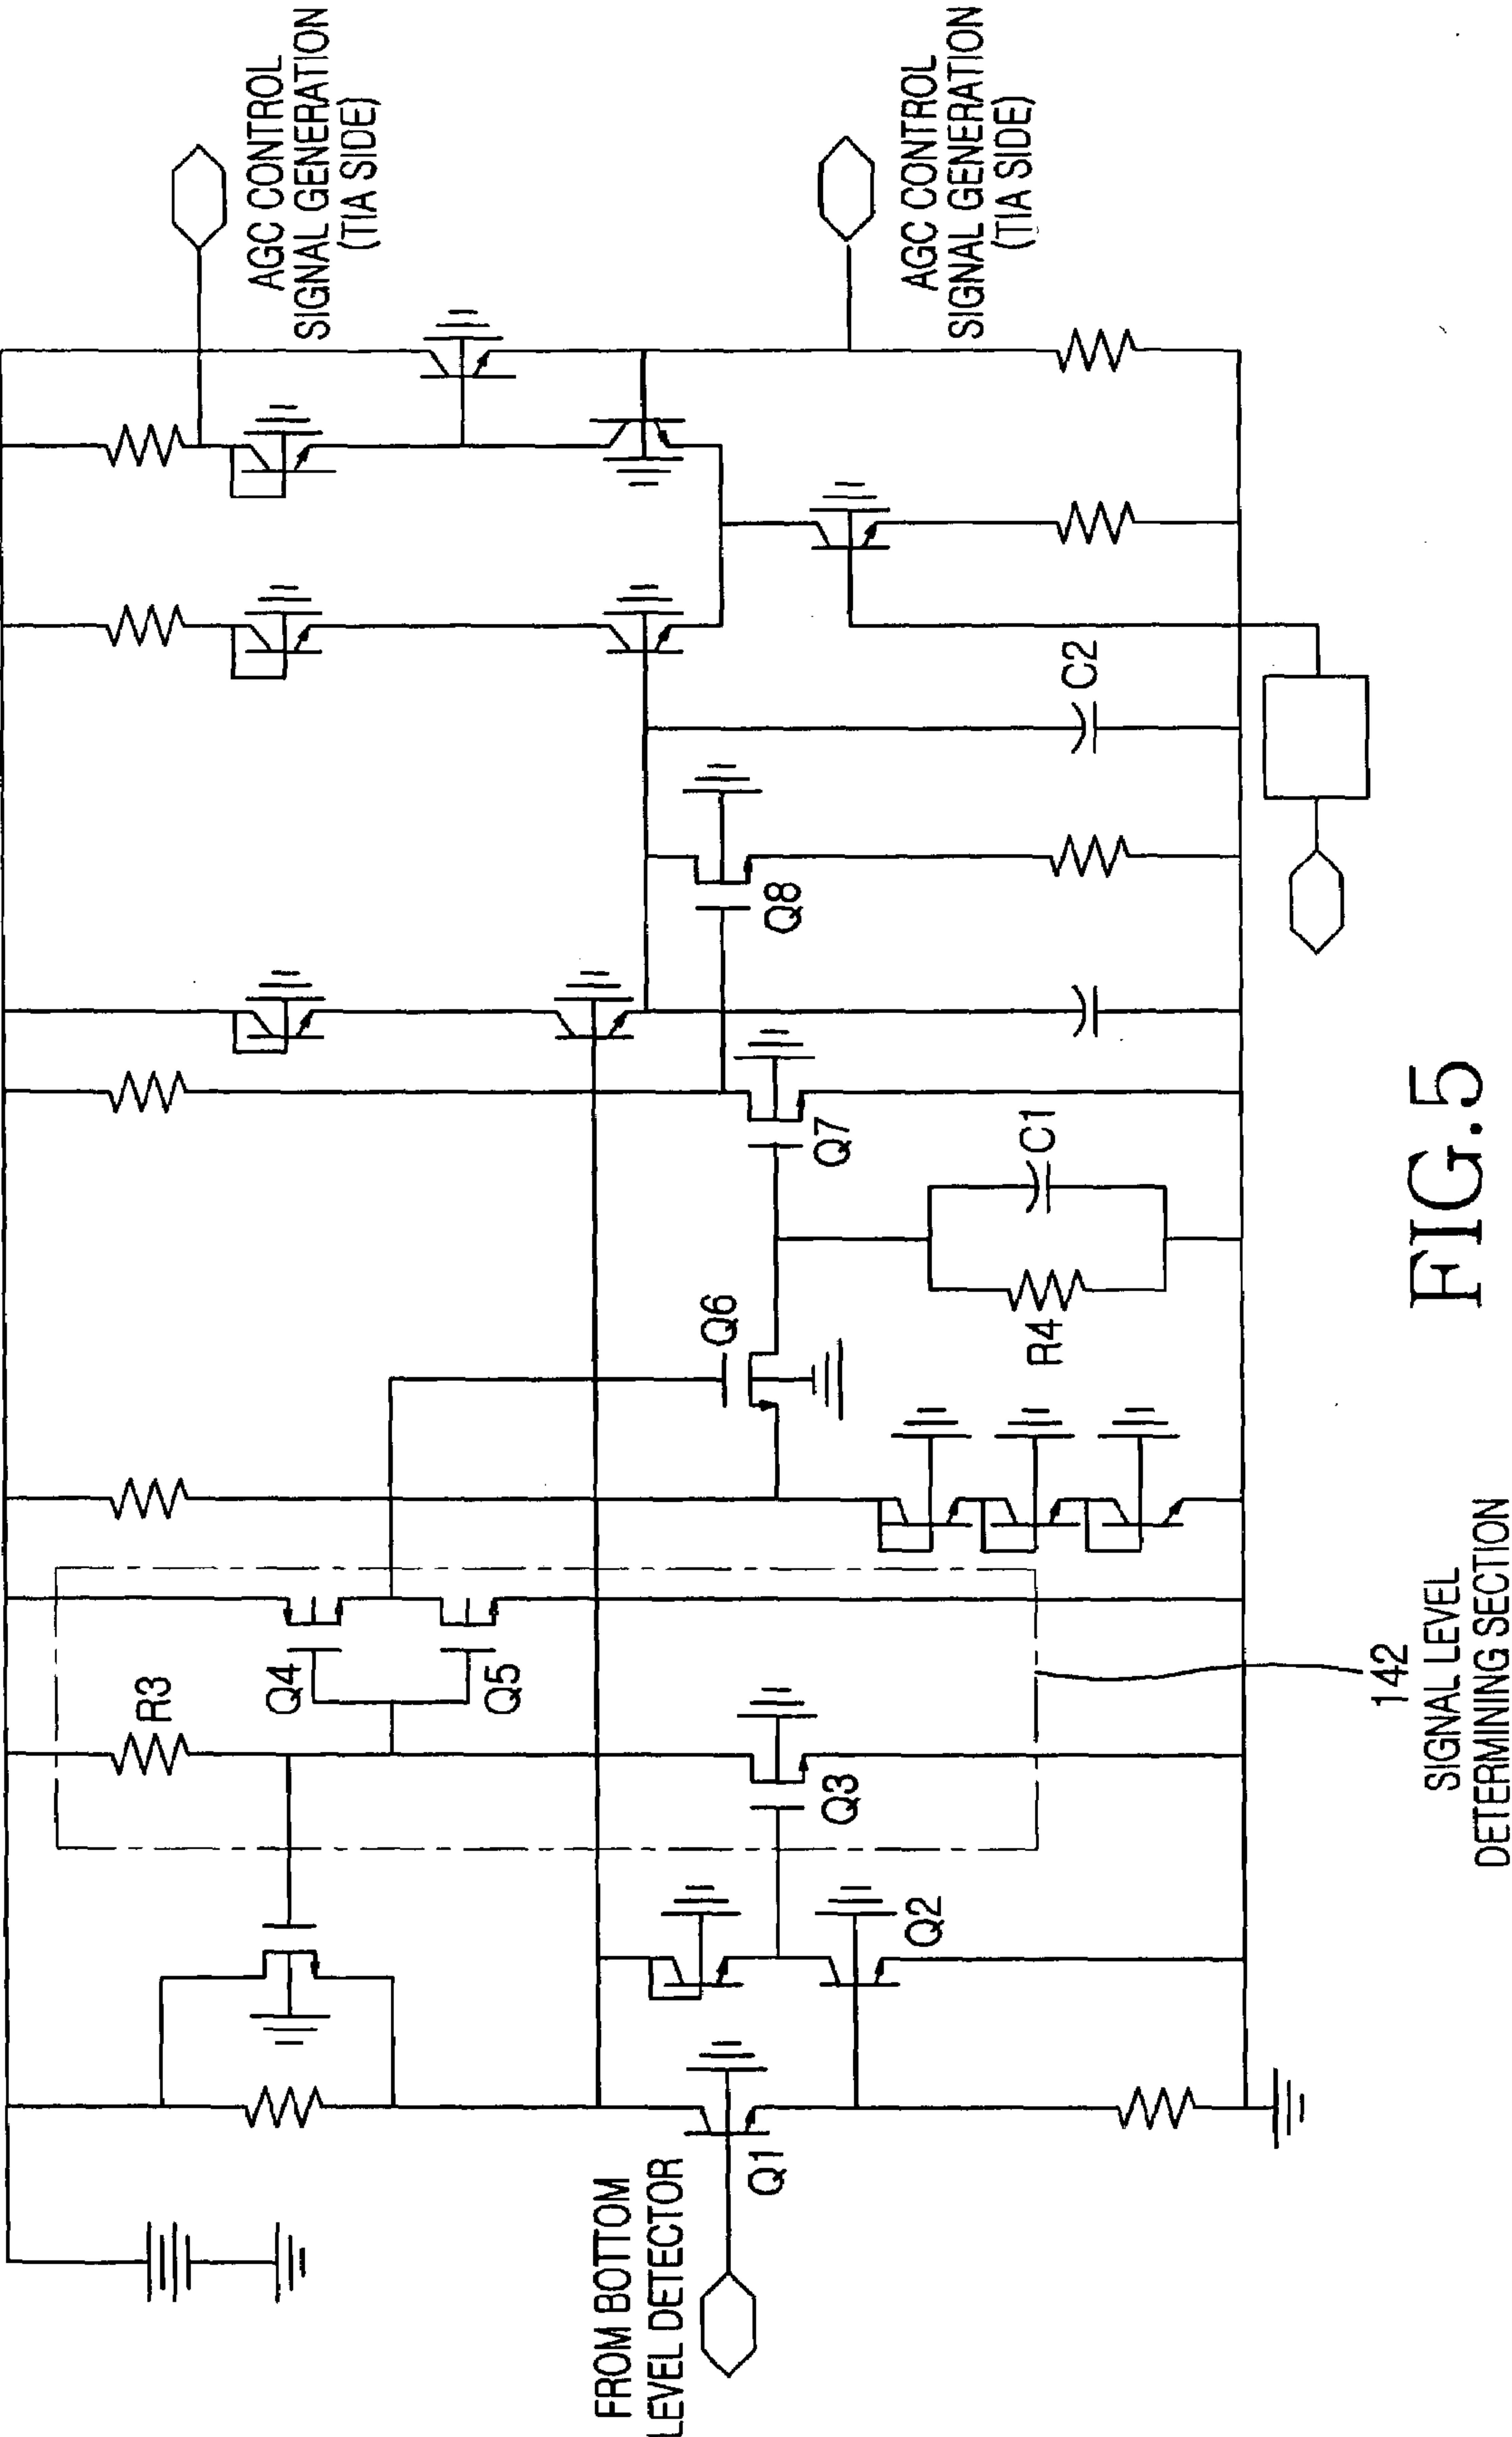 AGC CONTROL
SIGNAL GENERATION
(TIA SIDE)
AGC CONTROL
SIGNAL GENERATION
(TIA SIDE)
R3
Q4
Q5
Q6
Q3
Q2
Q1
Q7
Q8
R4
C1
C2
FROM BOTTOM
LEVEL DETECTOR
142
SIGNAL LEVEL
DETERMINING SECTION
FIG.5